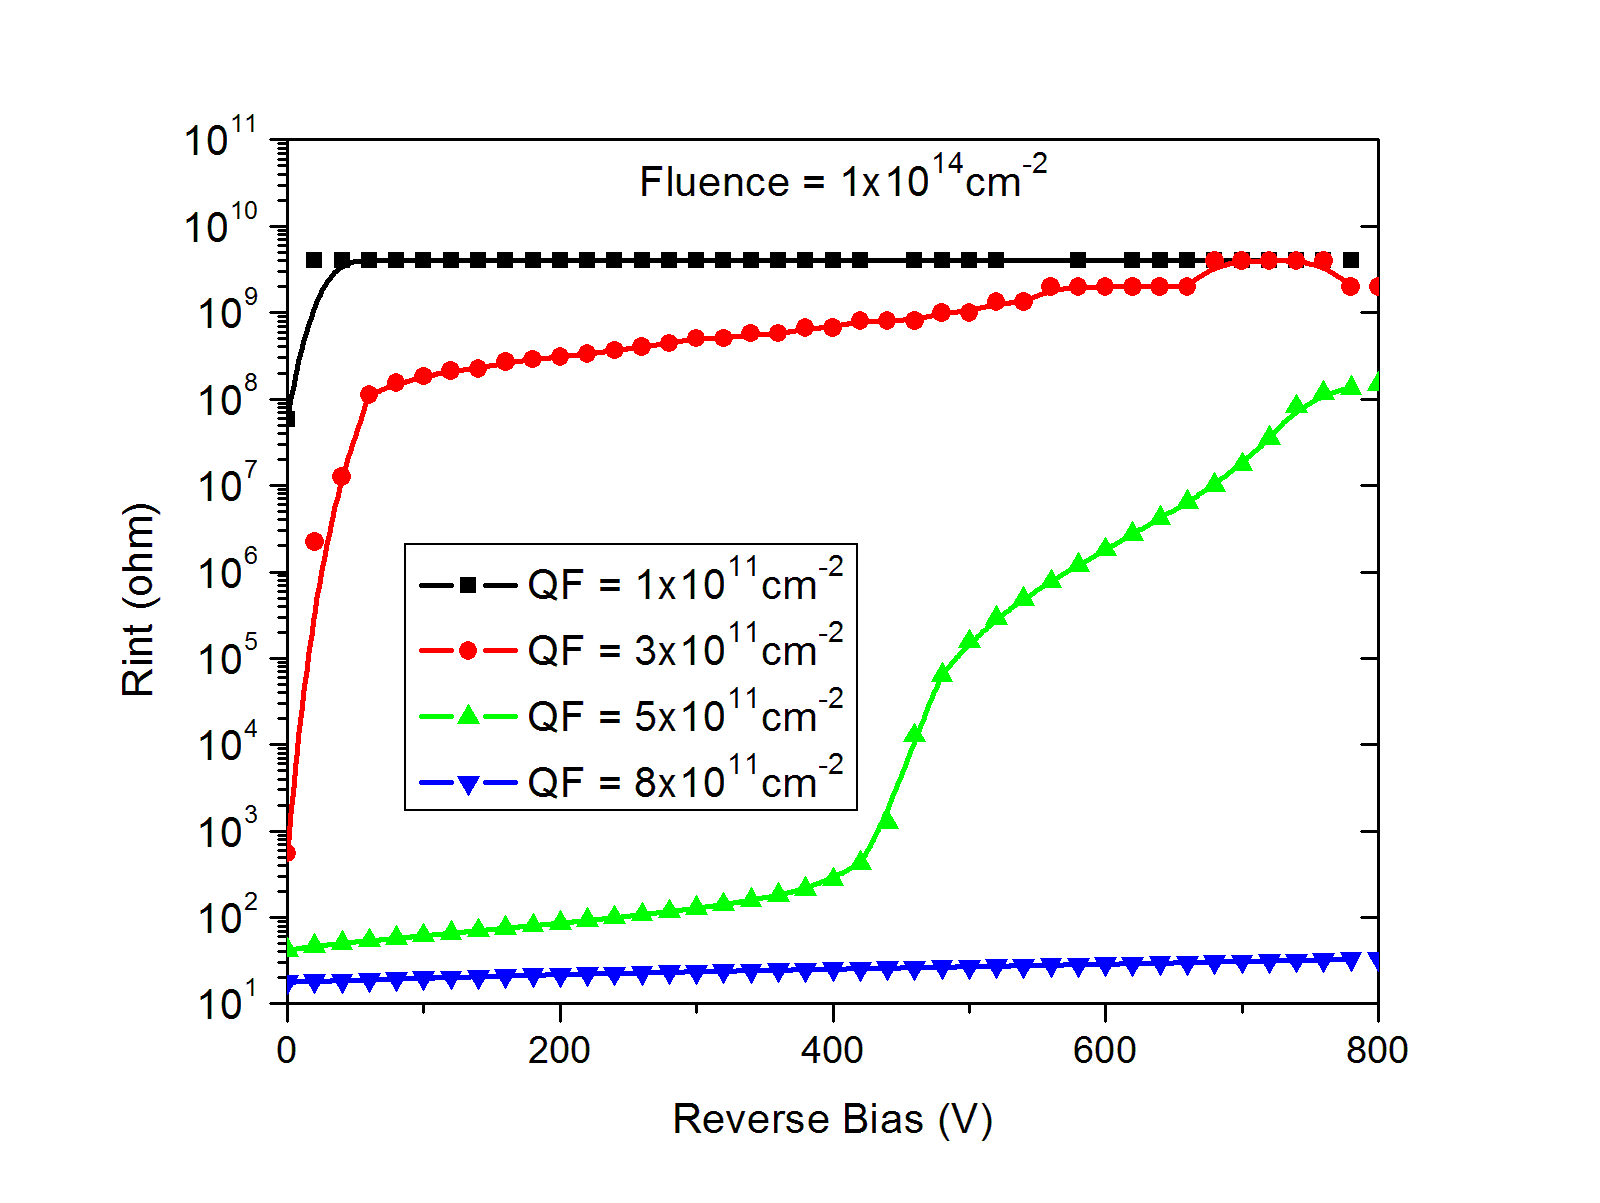 Fluence = 1x10^14cm^-2
10^11
10^10
10^9
10^8
10^7
10^6
10^5
10^4
10^3
10^2
10^1
Rint (ohm)
QF = 1x10^11cm^-2
QF = 3x10^11cm^-2
QF = 5x10^11cm^-2
QF = 8x10^11cm^-2
0 200 400 600 800
Reverse Bias (V)